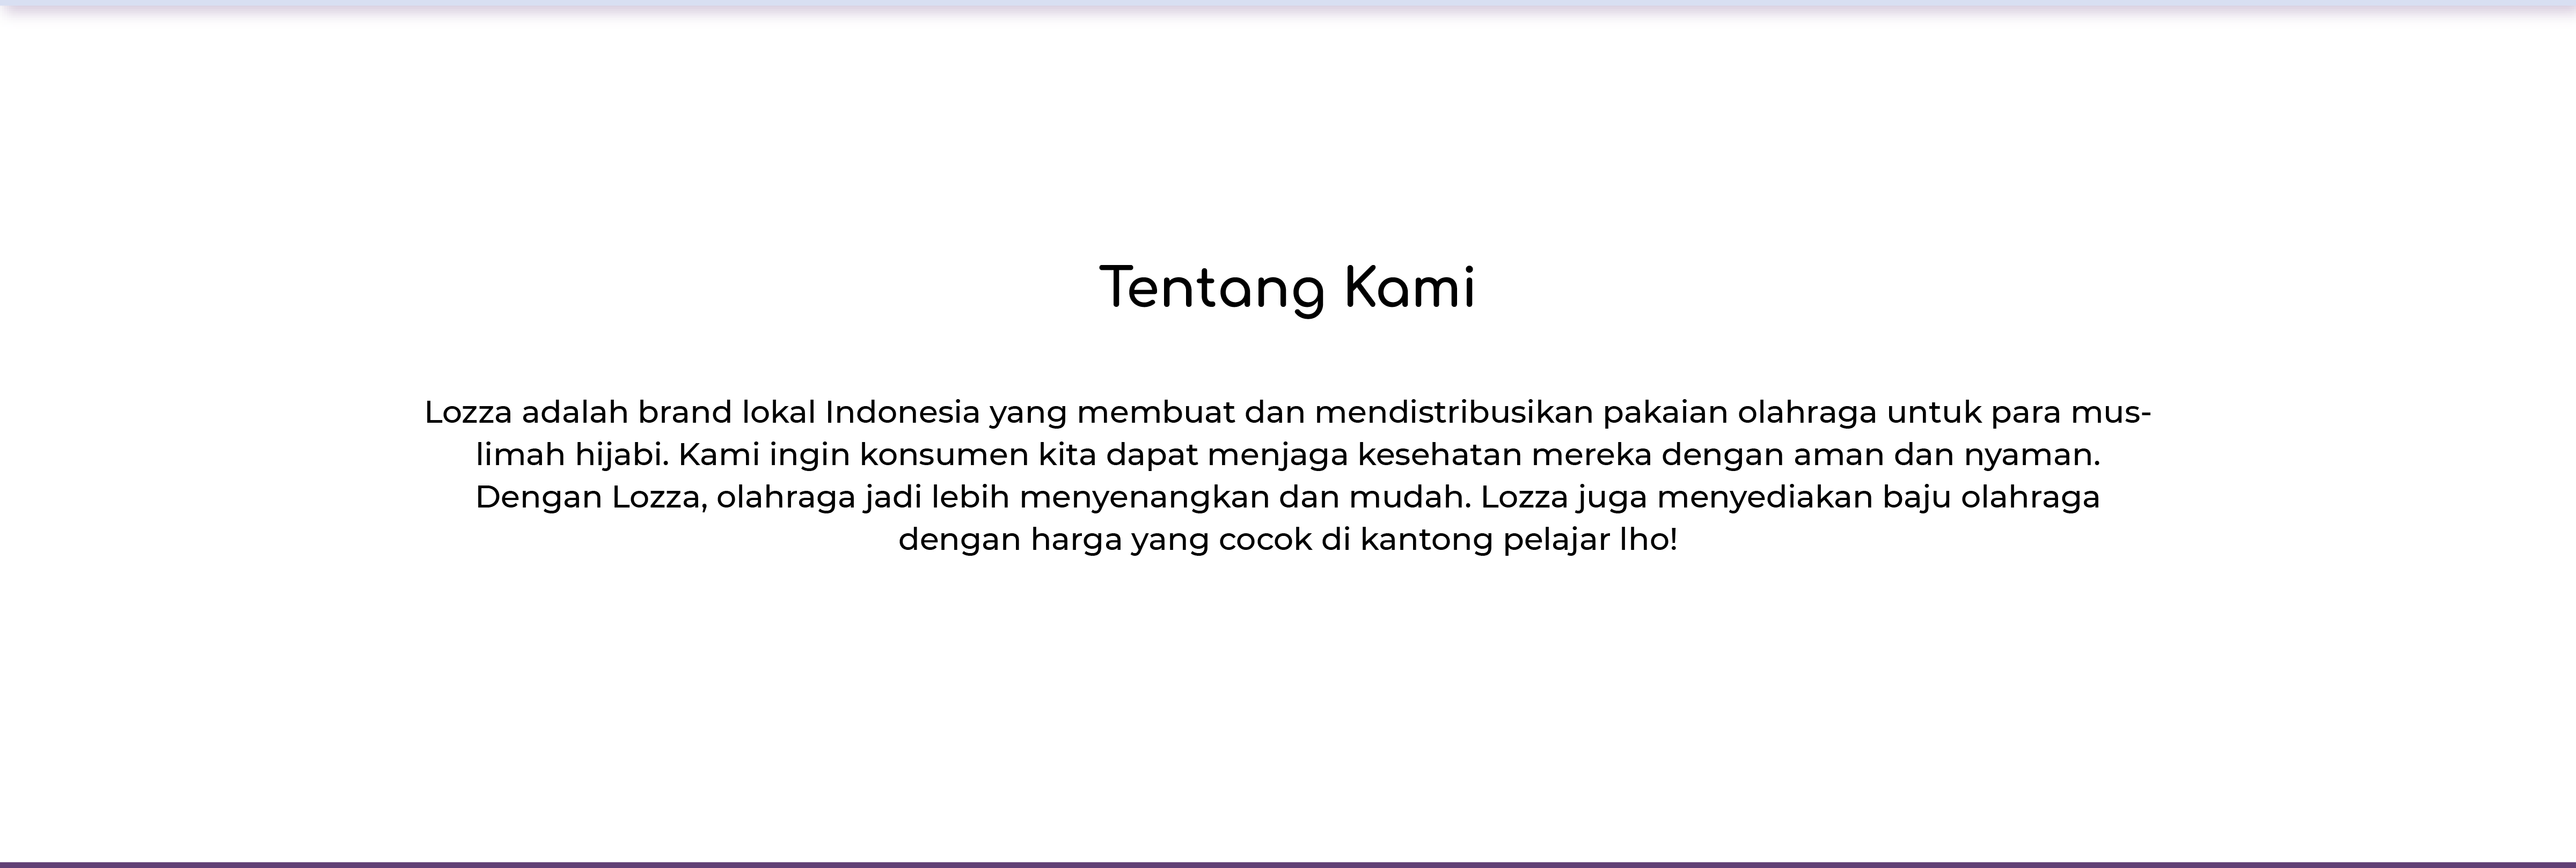 Tentang Kami
Lozza adalah brand lokal Indonesia yang membuat dan mendistribusikan pakaian olahraga untuk para mus-
limah hijabi. Kami ingin konsumen kita dapat menjaga kesehatan mereka dengan aman dan nyaman.
Dengan Lozza, olahraga jadi lebih menyenangkan dan mudah. Lozza juga menyediakan baju olahraga
dengan harga yang cocok di kantong pelajar lho!